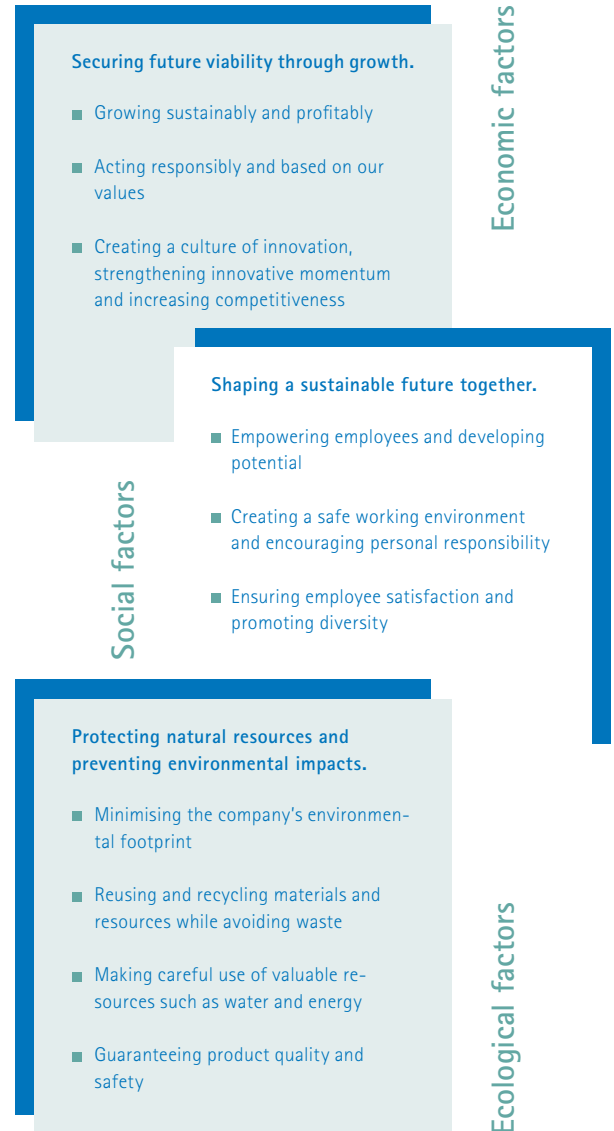 Economic factors
Securing future viability through growth.
Growing sustainably and profitably
Acting responsibly and based on our
values
Creating a culture of innovation,
strengthening innovative momentum
and increasing competitiveness
Social factors
Shaping a sustainable future together.
Empowering employees and developing
potential
Creating a safe working environment
and encouraging personal responsibility
Ensuring employee satisfaction and
promoting diversity
Ecological factors
Protecting natural resources and
preventing environmental impacts.
Minimising the company's environmen-
tal footprint
Reusing and recycling materials and
resources while avoiding waste
Making careful use of valuable re-
sources such as water and energy
Guaranteeing product quality and
safety